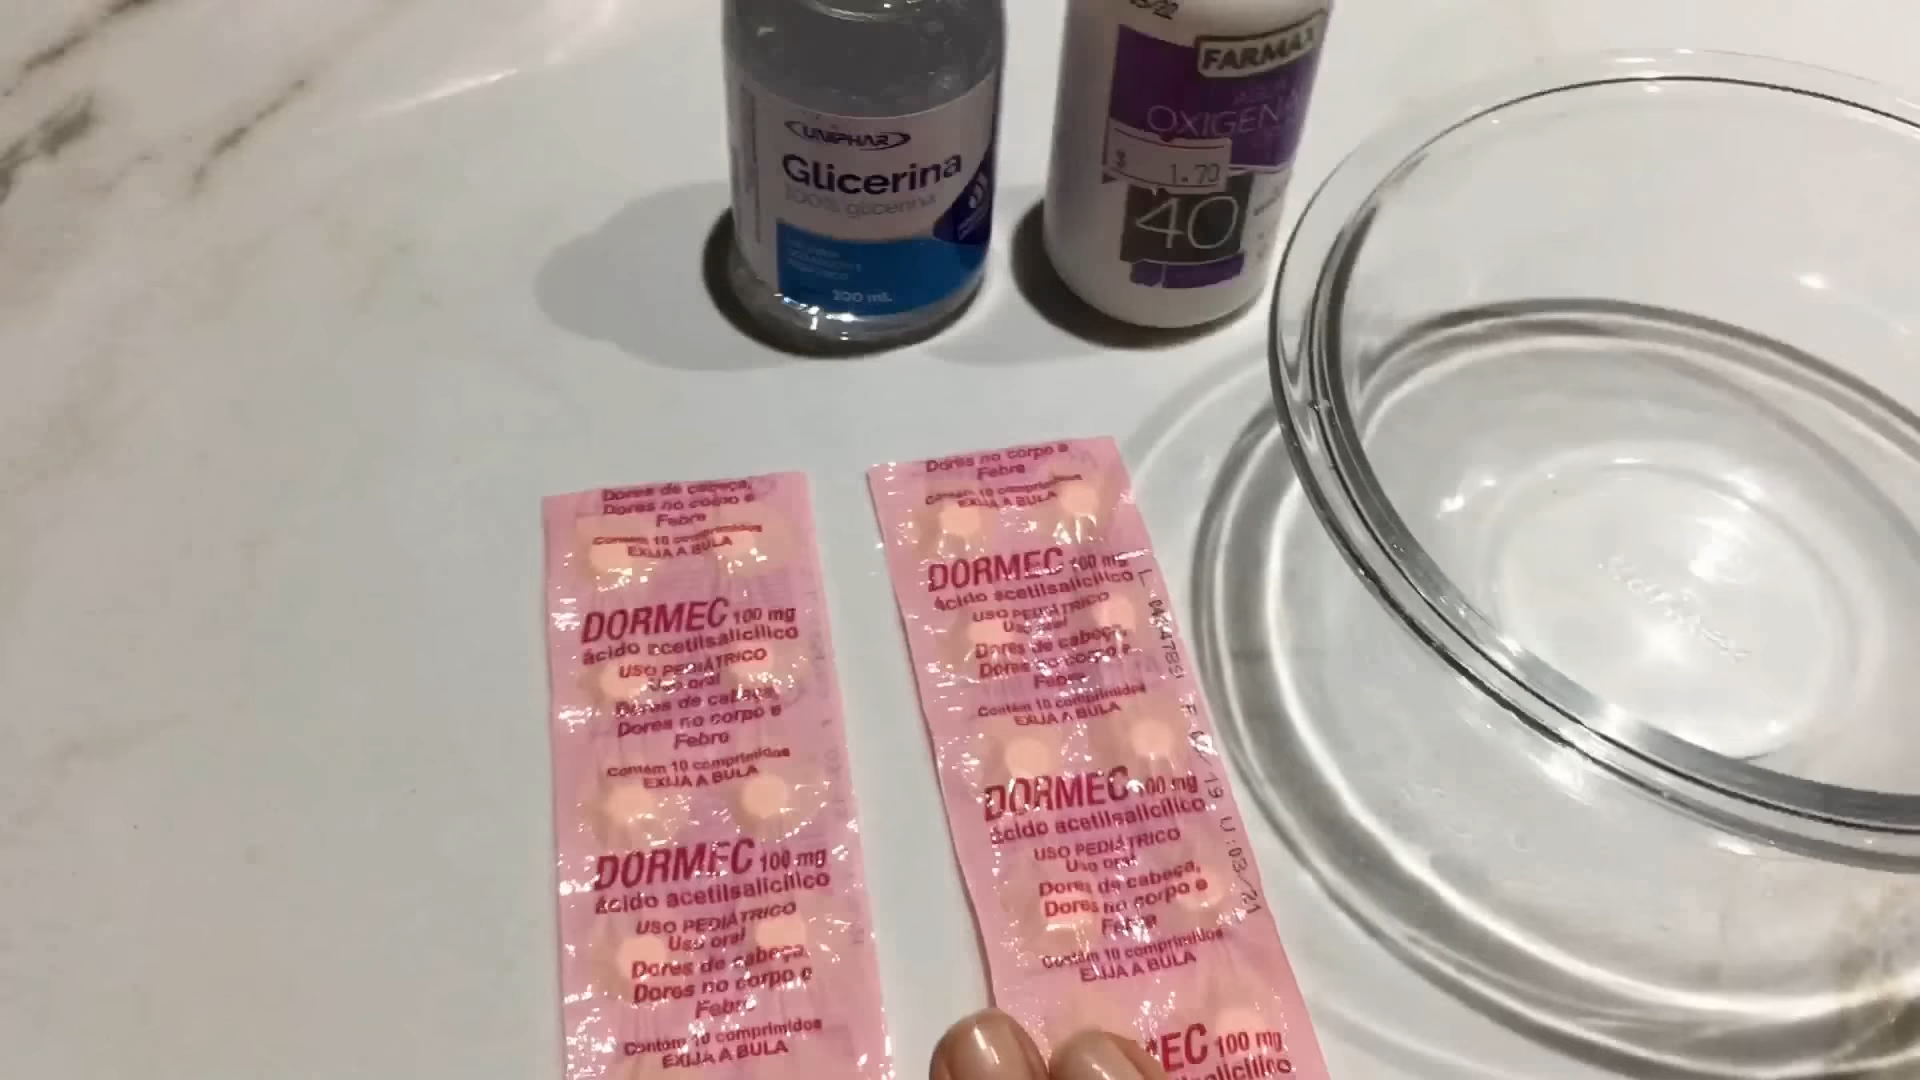 UNIPHAR
Glicerina
100% glicerina
200 mL
FARMAX
OXIGENA
$ 1.70
40
Dores de cabeça,
Dores no corpo e
Febre
Contém 10 comprimidos
EXIJA A BULA
DORMEC 100 mg
ácido acetilsalicílico
USO PEDIÁTRICO
Uso oral
Dores de cabeça,
Dores no corpo e
Febre
Contém 10 comprimidos
EXIJA A BULA
DORMEC 100 mg
ácido acetilsalicílico
USO PEDIÁTRICO
Uso oral
Dores de cabeça,
Dores no corpo e
Febre
Contém 10 comprimidos
EXIJA A BULA
Dores no corpo e
Febre
Contém 10 comprimidos
EXIJA A BULA
DORMEC 100 mg
ácido acetilsalicílico
USO PEDIÁTRICO
Uso oral
Dores de cabeça,
Dores no corpo e
Febre
Contém 10 comprimidos
EXIJA A BULA
DORMEC 100 mg
ácido acetilsalicílico
USO PEDIÁTRICO
Uso oral
Dores de cabeça,
Dores no corpo e
Febre
Contém 10 comprimidos
EXIJA A BULA
MEC 100 mg